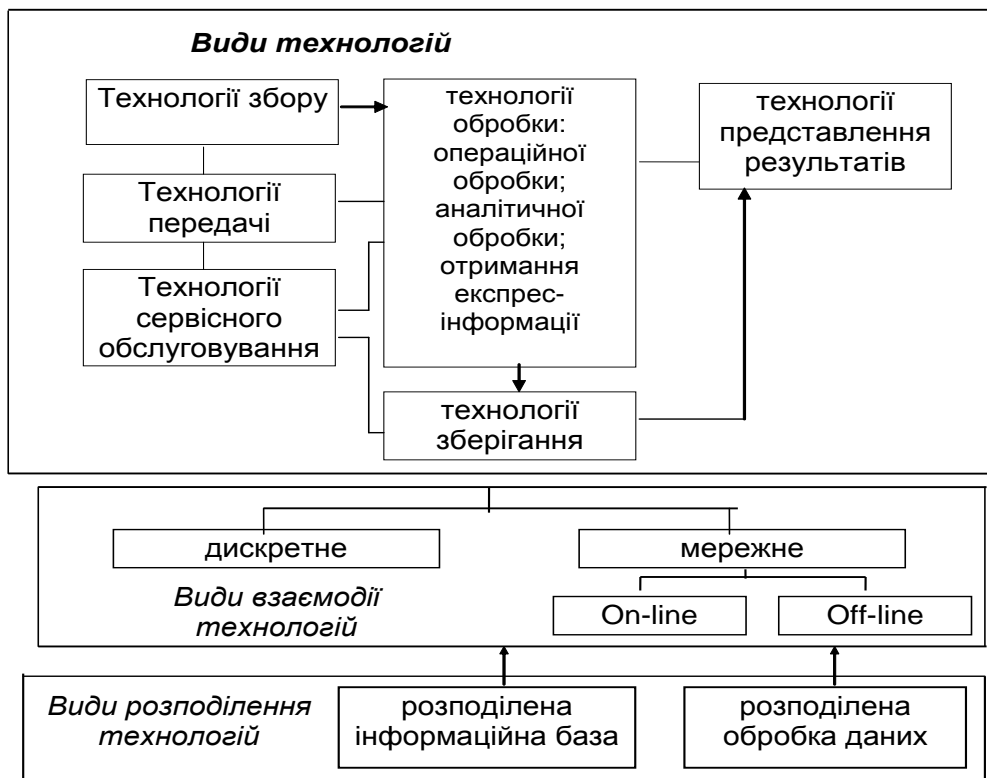 Види технологій
Технології збору
Технології
передачі
Технології
сервісного
обслуговування
технології
обробки:
операційної
обробки;
аналітичної
обробки;
отримання
експрес-
інформації
технології
зберігання
технології
представлення
результатів
дискретне
мережне
Види взаємодії
технологій
On-line
Off-line
Види розподілення
технологій
розподілена
інформаційна база
розподілена
обробка даних